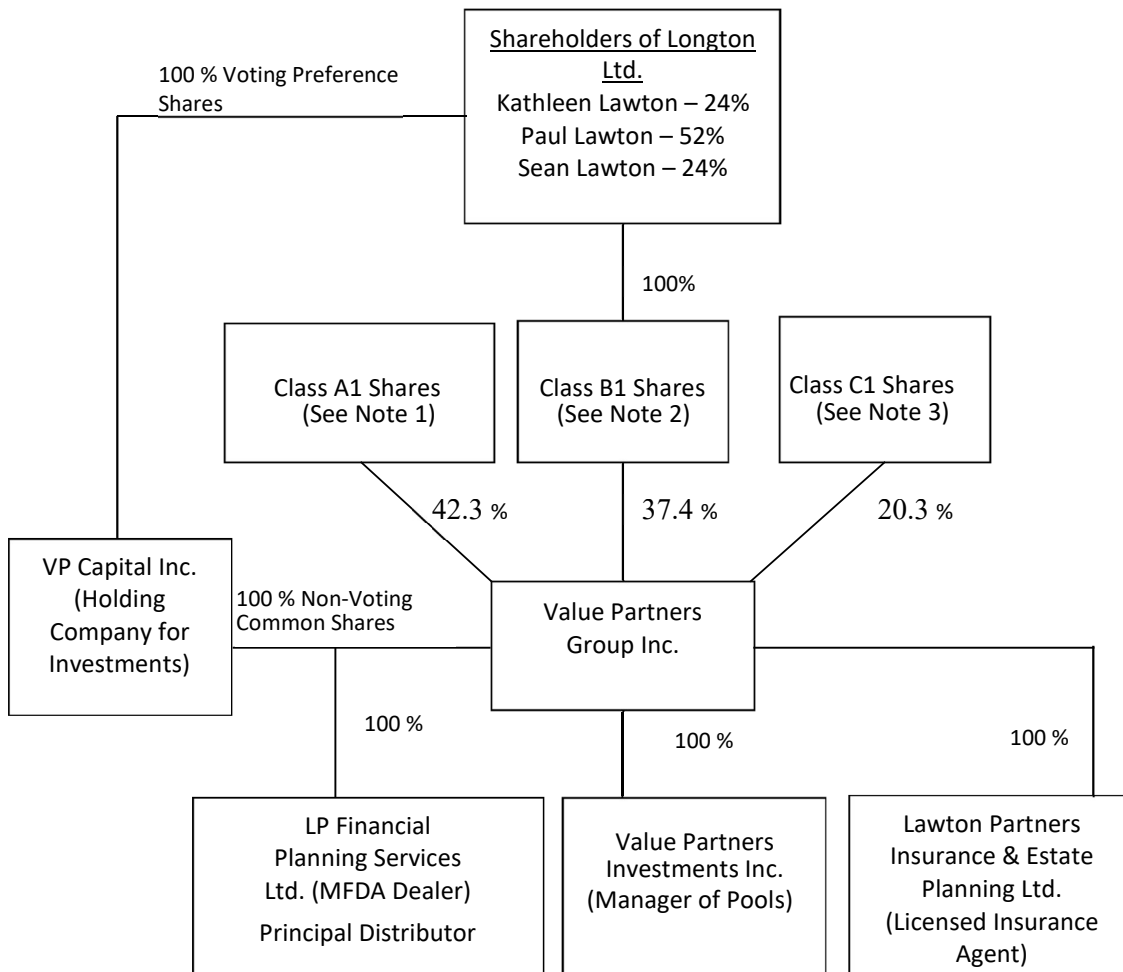 Shareholders of Longton
Ltd.
Kathleen Lawton – 24%
Paul Lawton – 52%
Sean Lawton – 24%
100 % Voting Preference
Shares
100%
Class A1 Shares
(See Note 1)
Class B1 Shares
(See Note 2)
Class C1 Shares
(See Note 3)
42.3 %
37.4 %
20.3 %
VP Capital Inc.
(Holding
Company for
Investments)
100 % Non-Voting
Common Shares
Value Partners
Group Inc.
100 %
100 %
100 %
LP Financial
Planning Services
Ltd. (MFDA Dealer)
Principal Distributor
Value Partners
Investments Inc.
(Manager of Pools)
Lawton Partners
Insurance & Estate
Planning Ltd.
(Licensed Insurance
Agent)